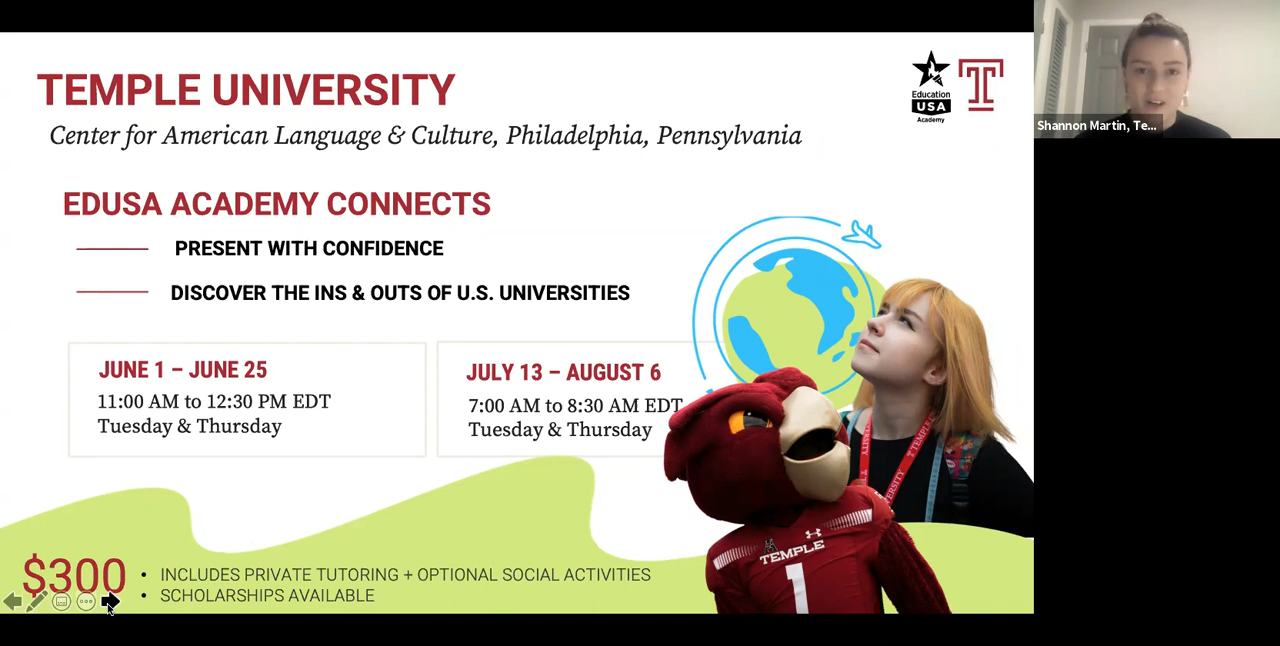 TEMPLE UNIVERSITY
Center for American Language & Culture, Philadelphia, Pennsylvania
Education
USA
Academy
T
Shannon Martin, Te...
EDUSA ACADEMY CONNECTS
PRESENT WITH CONFIDENCE
DISCOVER THE INS & OUTS OF U.S. UNIVERSITIES
JUNE 1 – JUNE 25
11:00 AM to 12:30 PM EDT
Tuesday & Thursday
JULY 13 – AUGUST 6
7:00 AM to 8:30 AM EDT
Tuesday & Thursday
TEMPLE
1
$300
• INCLUDES PRIVATE TUTORING + OPTIONAL SOCIAL ACTIVITIES
• SCHOLARSHIPS AVAILABLE